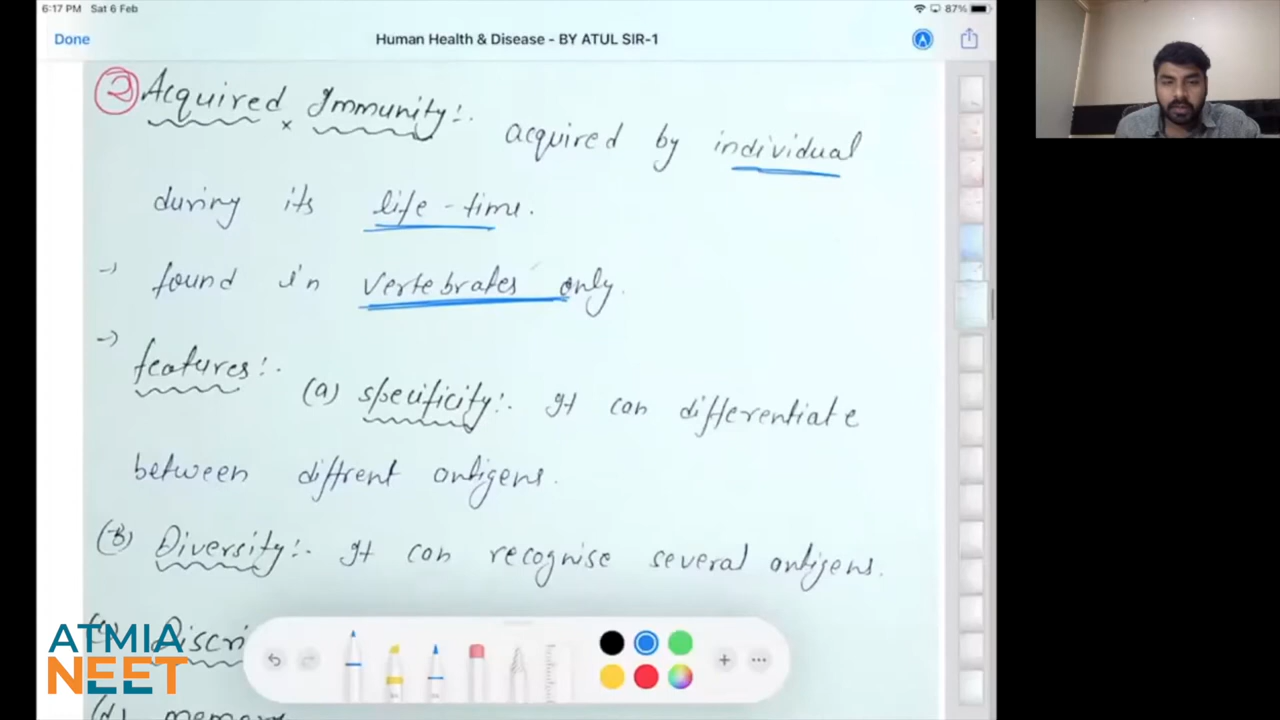 6:17 PM Sat 6 Feb
87%
Done
Human Health & Disease - BY ATUL SIR-1
② Acquired Immunity:- acquired by individual
during its life-time.
→ found in vertebrates only.
→ features:-
(a) specificity:- It can differentiate
between diffrent antigens.
(B) Diversity:- It can recognise several antigens.
(c) Discri
(d) memory
ATMIA
NEET